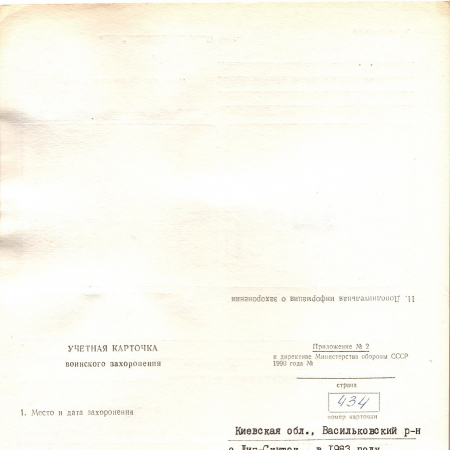 11. Дополнительная информация о захоронении
УЧЕТНАЯ КАРТОЧКА
воинского захоронения
Приложение № 2
к директиве Министерства обороны СССР
1990 года №
страна
434
номер карточки
1. Место и дата захоронения
Киевская обл., Васильковский р-н
в 1983 году